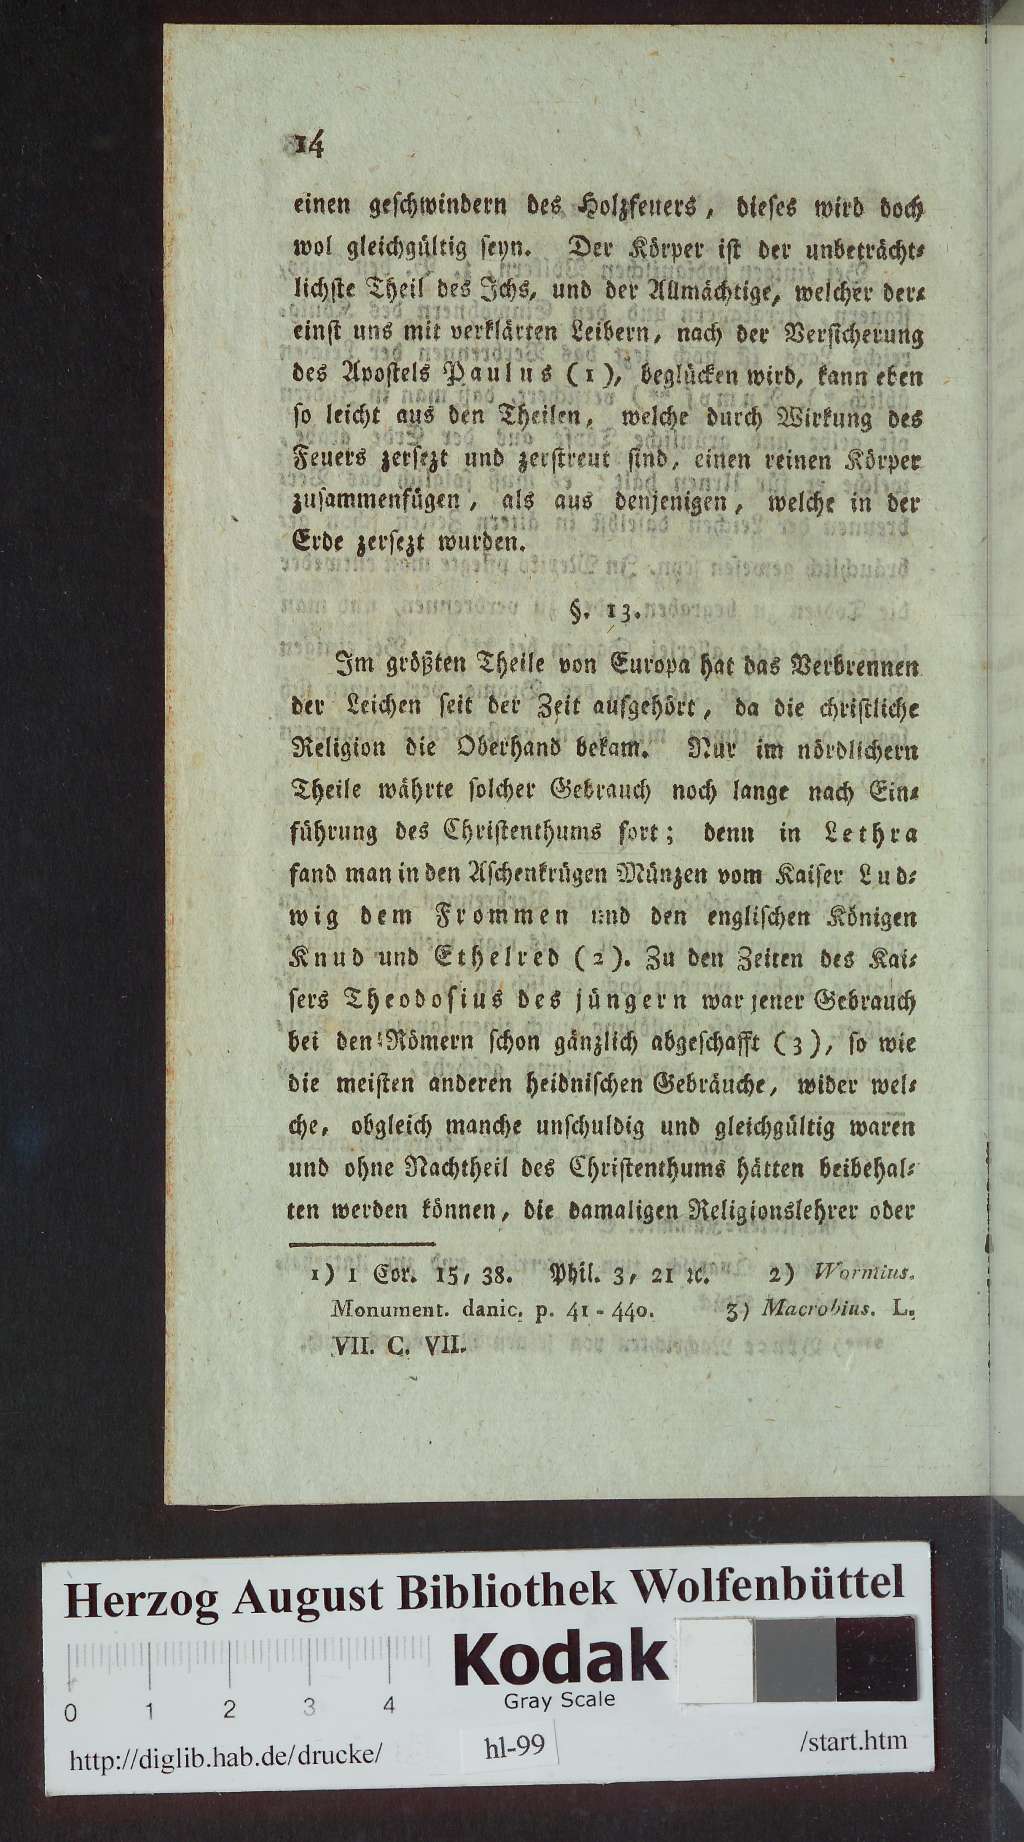 14
einen geschwindern des Holzfeuers, dieses wird doch
wol gleichgültig seyn. Der Körper ist der unbeträcht-
lichste Theil des Ichs, und der Allmächtige, welcher der-
einst uns mit verklärten Leibern, nach der Versicherung
des Apostels Paulus (1), beglücken wird, kann eben
so leicht aus den Theilen, welche durch Wirkung des
Feuers zersezt und zerstreut sind, einen reinen Körper
zusammenfügen, als aus denjenigen, welche in der
Erde zersezt wurden.
§. 13.
Im größten Theile von Europa hat das Verbrennen
der Leichen seit der Zeit aufgehört, da die christliche
Religion die Oberhand bekam. Nur im nördlichern
Theile währte solcher Gebrauch noch lange nach Ein-
führung des Christenthums fort; denn in Lethra
fand man in den Aschenkrügen Münzen vom Kaiser Lud-
wig dem Frommen und den englischen Königen
Knud und Ethelred (2). Zu den Zeiten des Kai-
sers Theodosius des jüngern war jener Gebrauch
bei den Römern schon gänzlich abgeschafft (3), so wie
die meisten anderen heidnischen Gebräuche, wider wel-
che, obgleich manche unschuldig und gleichgültig waren
und ohne Nachtheil des Christenthums hätten beibehal-
ten werden können, die damaligen Religionslehrer oder
1) 1 Cor. 15, 38. Phil. 3, 21 ꝛc. 2) Wormius.
Monument. danic. p. 41-440. 3) Macrobius. L.
VII. C. VII.
Herzog August Bibliothek Wolfenbüttel
Kodak
Gray Scale
0 1 2 3 4
http://diglib.hab.de/drucke/ hl-99 /start.htm